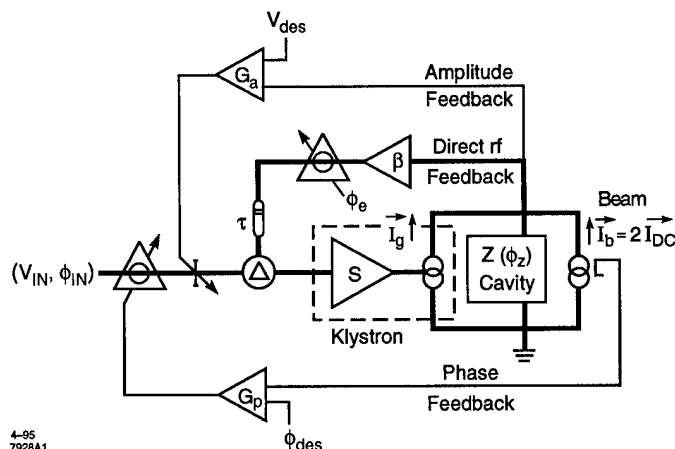 V_des
G_a
Amplitude
Feedback
Direct rf
Feedback
β
ϕ_e
τ
Beam
I_g
I_b = 2 I_DC
(V_IN, ϕ_iN)
Δ
S
Z (ϕ_z)
Cavity
Klystron
Phase
Feedback
G_p
ϕ_des
4–95
7928A1